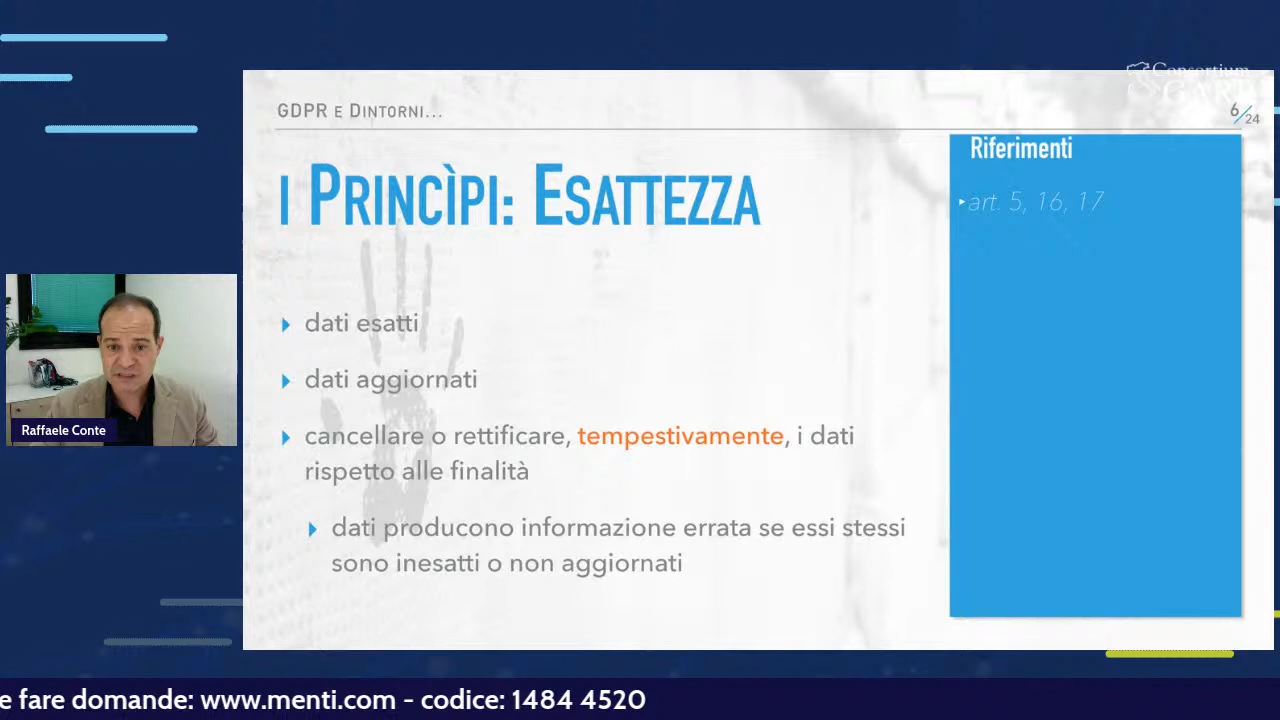 Consortium
GARR
GDPR E DINTORNI...
6/24
I PRINCÌPI: ESATTEZZA
Riferimenti
art. 5, 16, 17
dati esatti
dati aggiornati
cancellare o rettificare, tempestivamente, i dati
rispetto alle finalità
dati producono informazione errata se essi stessi
sono inesatti o non aggiornati
Raffaele Conte
e fare domande: www.menti.com - codice: 1484 4520